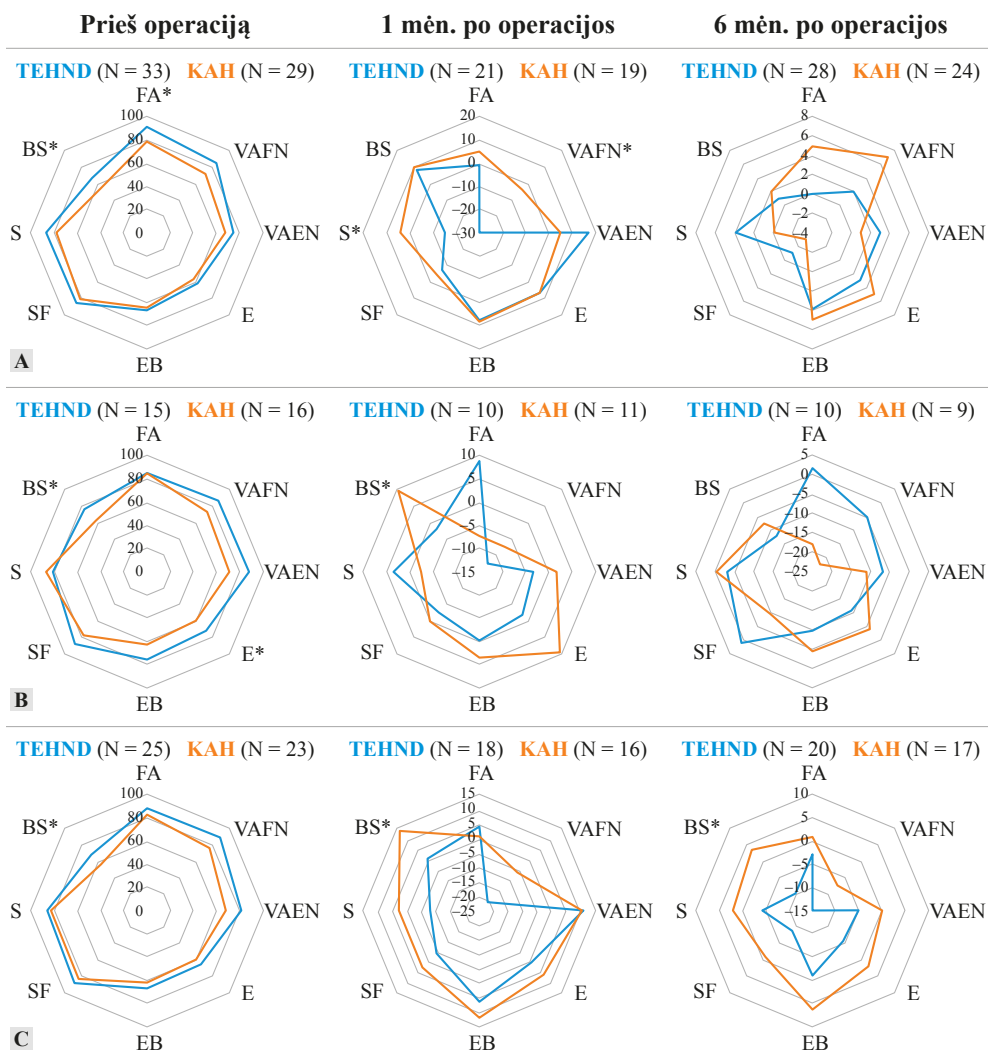 Prieš operaciją
1 mėn. po operacijos
6 mėn. po operacijos
TEHND (N = 33) KAH (N = 29)
FA*
100
80
60
40
20
0
VAFN
VAEN
E
EB
SF
S
BS*
A
TEHND (N = 21) KAH (N = 19)
FA
20
10
0
–10
–20
–30
VAFN*
VAEN
E
EB
SF
S*
BS
TEHND (N = 28) KAH (N = 24)
FA
8
6
4
2
0
–2
–4
VAFN
VAEN
E
EB
SF
S
BS
TEHND (N = 15) KAH (N = 16)
FA
100
80
60
40
20
0
VAFN
VAEN
E*
EB
SF
S
BS*
B
TEHND (N = 10) KAH (N = 11)
FA
10
5
0
–5
–10
–15
VAFN
VAEN
E
EB
SF
S
BS*
TEHND (N = 10) KAH (N = 9)
FA
5
0
–5
–10
–15
–20
–25
VAFN
VAEN
E
EB
SF
S
BS
TEHND (N = 25) KAH (N = 23)
FA
100
80
60
40
20
0
VAFN
VAEN
E
EB
SF
S
BS*
C
TEHND (N = 18) KAH (N = 16)
FA
15
10
5
0
–5
–10
–15
–20
–25
VAFN
VAEN
E
EB
SF
S
BS*
TEHND (N = 20) KAH (N = 17)
FA
10
5
0
–5
–10
–15
VAFN
VAEN
E
EB
SF
S
BS*